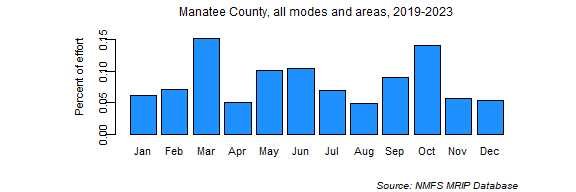 Manatee County, all modes and areas, 2019-2023
Percent of effort
0.15
0.10
0.05
0.00
Jan Feb Mar Apr May Jun Jul Aug Sep Oct Nov Dec
Source: NMFS MRIP Database